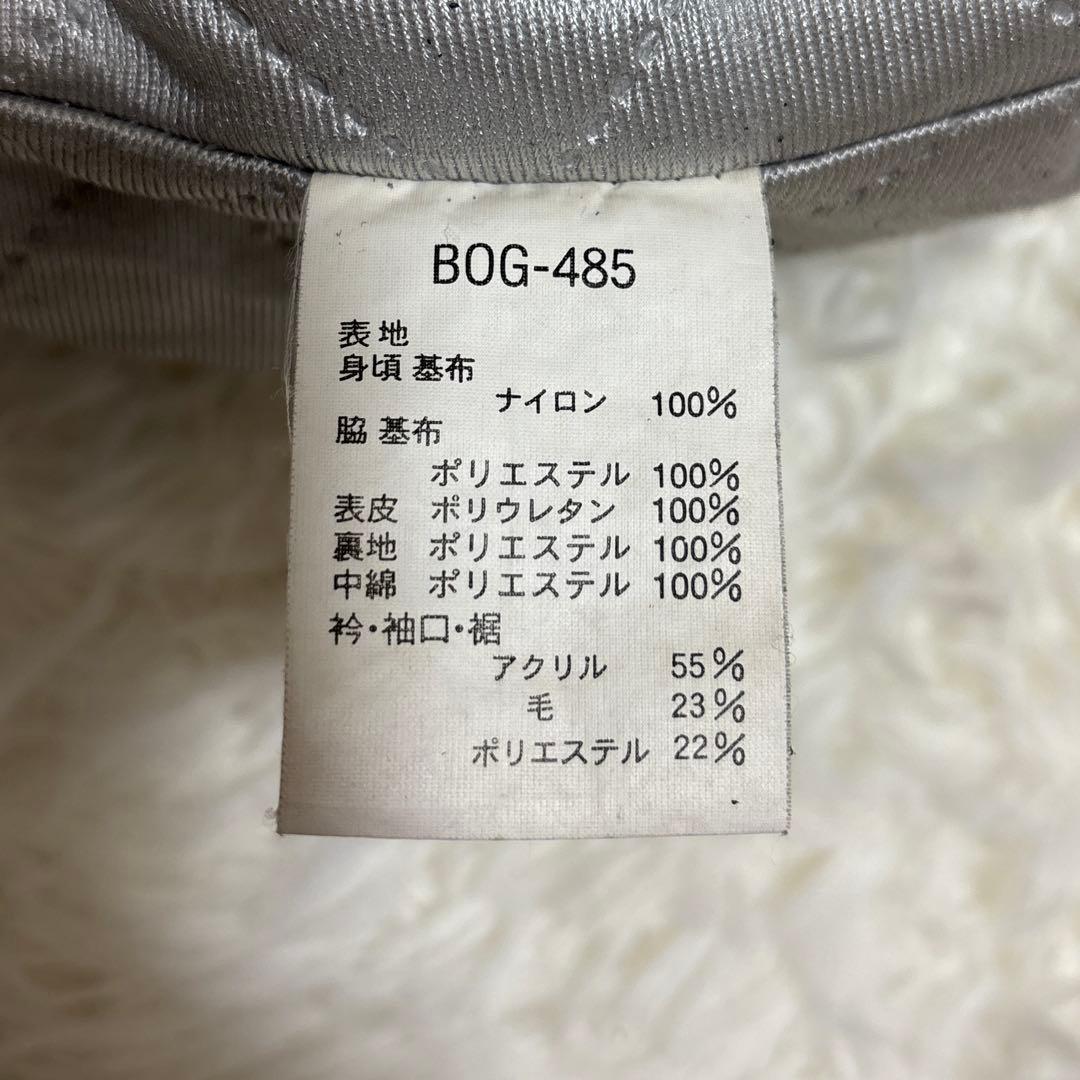 BOG-485
表地
身頃 基布
ナイロン 100%
脇 基布
ポリエステル 100%
表皮 ポリウレタン 100%
裏地 ポリエステル 100%
中綿 ポリエステル 100%
衿・袖口・裾
アクリル 55%
毛 23%
ポリエステル 22%